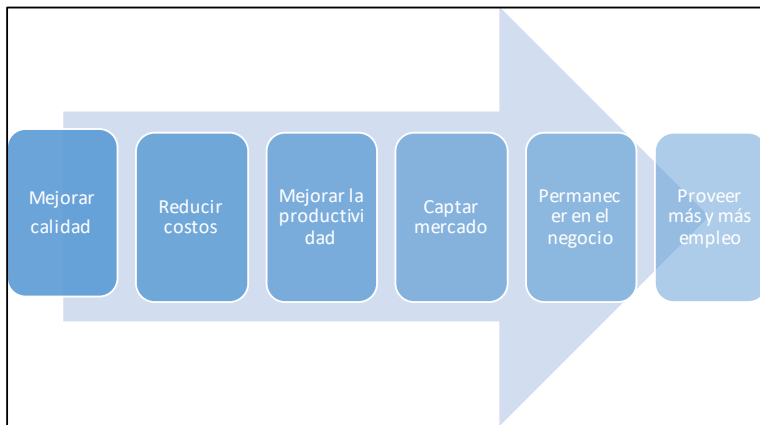 Mejorar
calidad
Reducir
costos
Mejorar la
productivi
dad
Captar
mercado
Permanec
er en el
negocio
Proveer
más y más
empleo